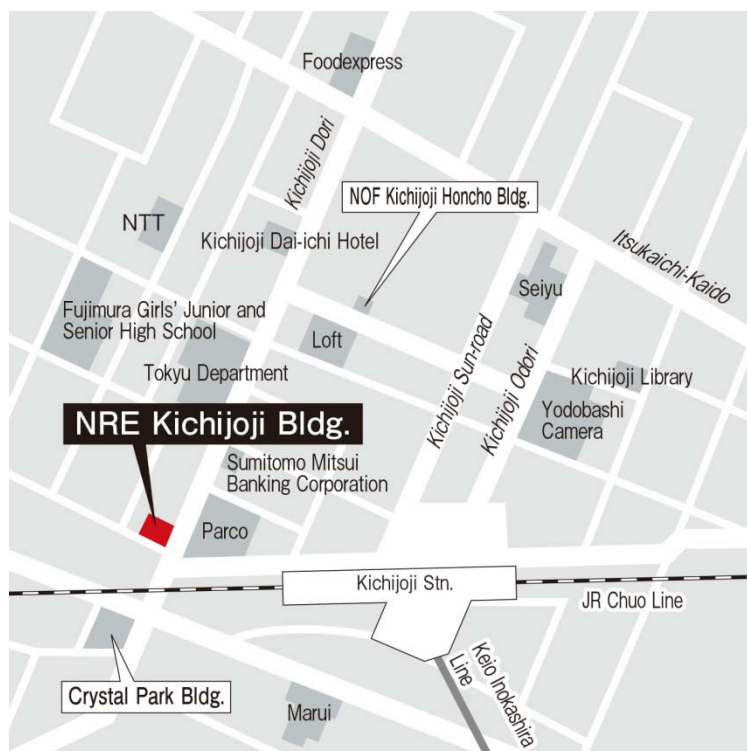 Foodexpress
Kichijoji Dori
NOF Kichijoji Honcho Bldg.
NTT
Kichijoji Dai-ichi Hotel
Itsukaichi-Kaido
Seiyu
Fujimura Girls' Junior and
Senior High School
Loft
Kichijoji Sun-road
Kichijoji Odori
Tokyu Department
Kichijoji Library
Yodobashi
Camera
NRE Kichijoji Bldg.
Sumitomo Mitsui
Banking Corporation
Parco
Kichijoji Stn.
JR Chuo Line
Keio Inokashira
Line
Crystal Park Bldg.
Marui